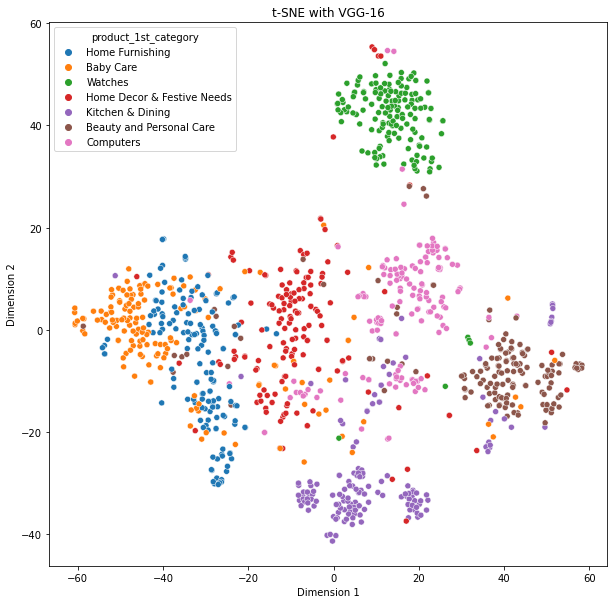 t-SNE with VGG-16
product_1st_category
Home Furnishing
Baby Care
Watches
Home Decor & Festive Needs
Kitchen & Dining
Beauty and Personal Care
Computers
60
40
20
0
−20
−40
Dimension 2
−60 −40 −20 0 20 40 60
Dimension 1